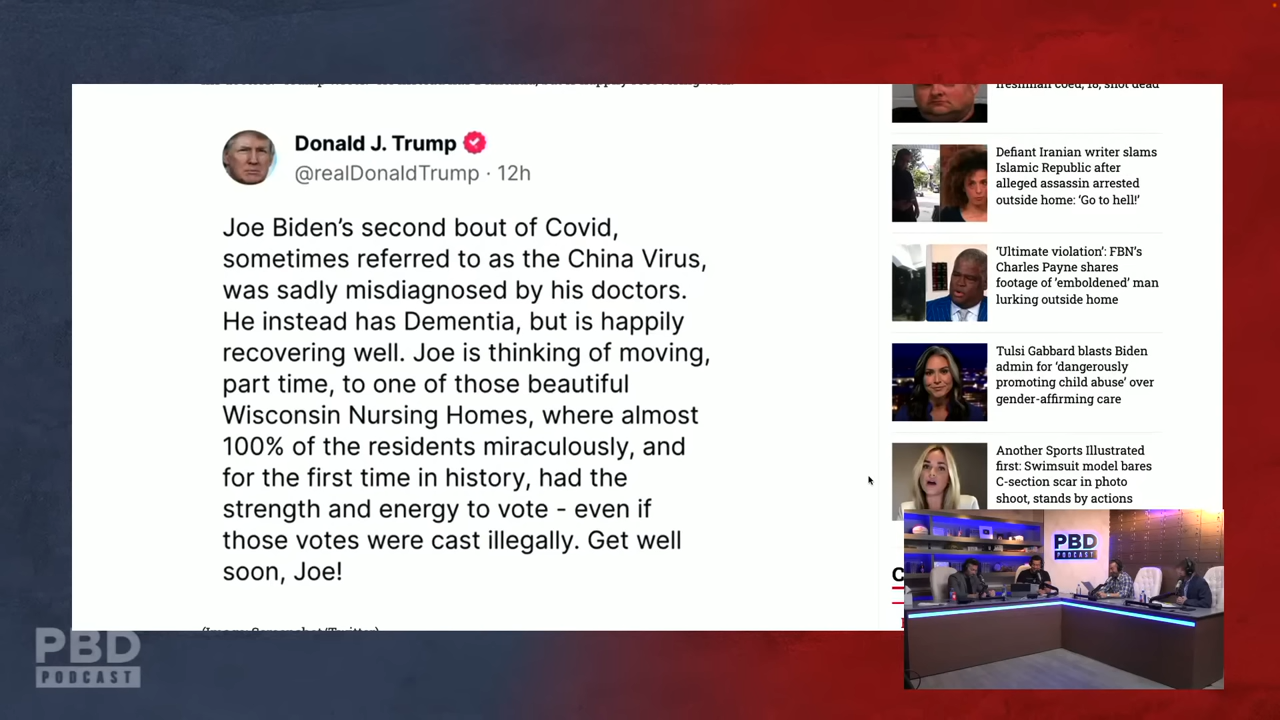 Donald J. Trump
@realDonaldTrump · 12h
Joe Biden’s second bout of Covid,
sometimes referred to as the China Virus,
was sadly misdiagnosed by his doctors.
He instead has Dementia, but is happily
recovering well. Joe is thinking of moving,
part time, to one of those beautiful
Wisconsin Nursing Homes, where almost
100% of the residents miraculously, and
for the first time in history, had the
strength and energy to vote - even if
those votes were cast illegally. Get well
soon, Joe!
(Image: Screenshot/Twitter)
freshman coed, 18, shot dead
Defiant Iranian writer slams
Islamic Republic after
alleged assassin arrested
outside home: ‘Go to hell!’
‘Ultimate violation’: FBN’s
Charles Payne shares
footage of ‘emboldened’ man
lurking outside home
Tulsi Gabbard blasts Biden
admin for ‘dangerously
promoting child abuse’ over
gender-affirming care
Another Sports Illustrated
first: Swimsuit model bares
C-section scar in photo
shoot, stands by actions
PBD
PODCAST
PBD
PODCAST